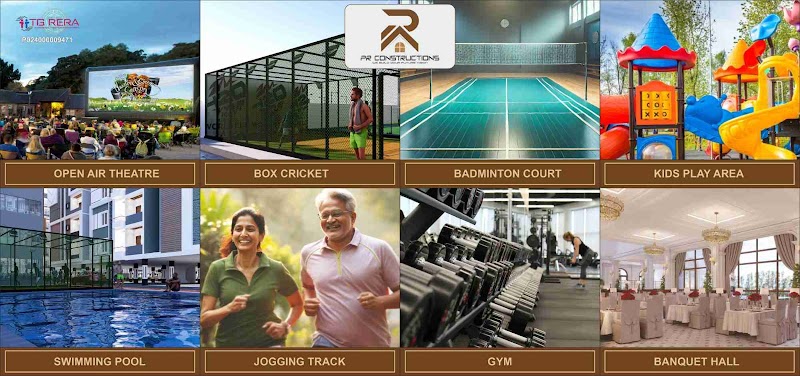 TG RERA
P024000009471
PR CONSTRUCTIONS
OPEN AIR THEATRE
BOX CRICKET
BADMINTON COURT
KIDS PLAY AREA
SWIMMING POOL
JOGGING TRACK
GYM
BANQUET HALL